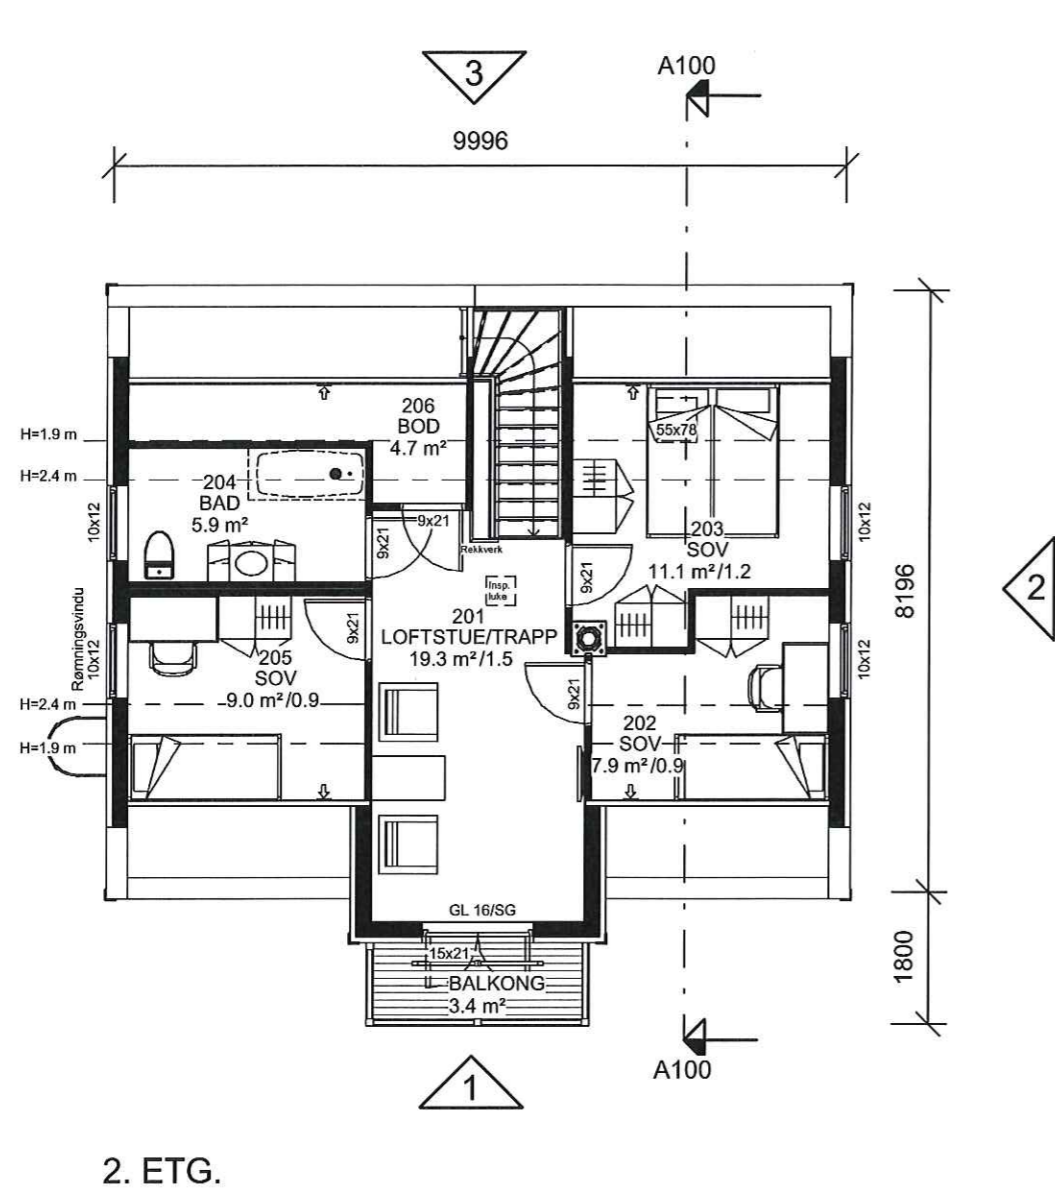 3
A100
9996
H=1.9 m
206
BOD
4.7 m²
55x78
H=2.4 m
204
BAD
5.9 m²
10x12
9x21
9x21
Rekkverk
203
SOV
11.1 m²/1.2
10x12
2
8196
Insp.
luke
9x21
Rømningsvindu
10x12
9x21
201
LOFTSTUE/TRAPP
19.3 m²/1.5
10x12
205
SOV
9.0 m²/0.9
9x21
H=2.4 m
202
SOV
7.9 m²/0.9
H=1.9 m
GL 16/SG
15x21
BALKONG
3.4 m²
1800
A100
1
2. ETG.